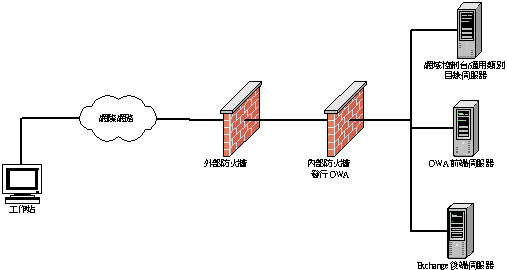 工作站
網際網路
外部防火牆
內部防火牆
發行 OWA
網域控制台/通用類別
目錄伺服器
OWA 前端伺服器
Exchange 後端伺服器